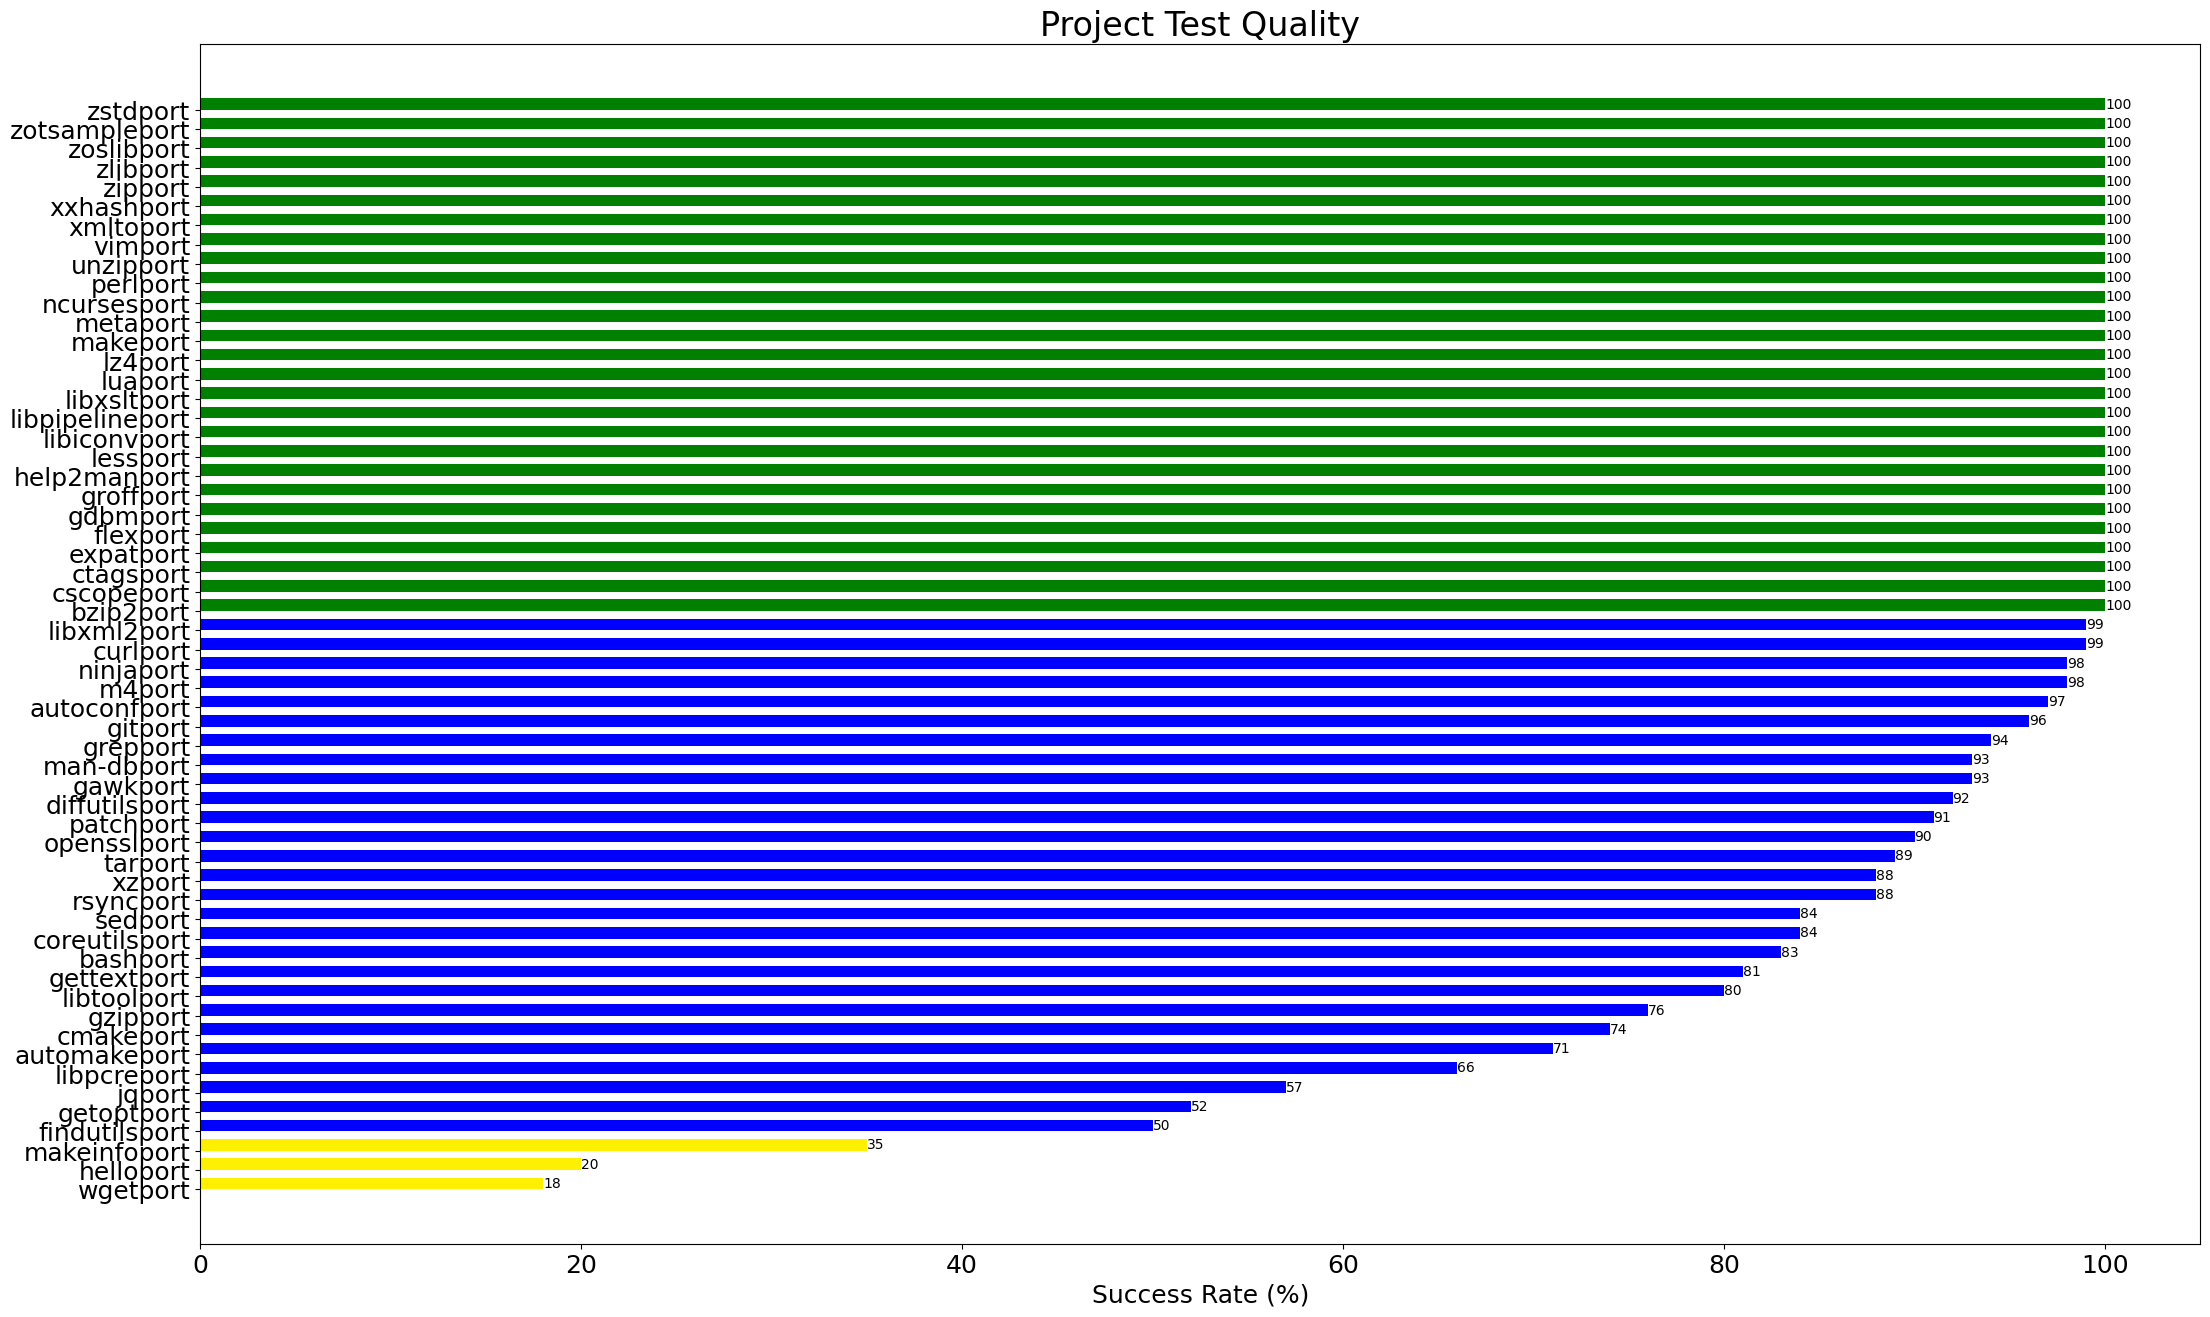 Project Test Quality
zstdport 100
zotsampleport 100
zoslibport 100
zlibport 100
zipport 100
xxhashport 100
xmltoport 100
vimport 100
unzipport 100
perlport 100
ncursesport 100
metaport 100
makeport 100
lz4port 100
luaport 100
libxsltport 100
libpipelineport 100
libiconvport 100
lessport 100
help2manport 100
groffport 100
gdbmport 100
flexport 100
expatport 100
ctagsport 100
cscopeport 100
bzip2port 100
libxml2port 99
curlport 99
ninjaport 98
m4port 98
autoconfport 97
gitport 96
grepport 94
man-dbport 93
gawkport 93
diffutilsport 92
patchport 91
opensslport 90
tarport 89
xzport 88
rsyncport 88
sedport 84
coreutilsport 84
bashport 83
gettextport 81
libtoolport 80
gzipport 76
cmakeport 74
automakeport 71
libpcreport 66
jqport 57
getoptport 52
findutilsport 50
makeinfoport 35
helloport 20
wgetport 18
0 20 40 60 80 100
Success Rate (%)